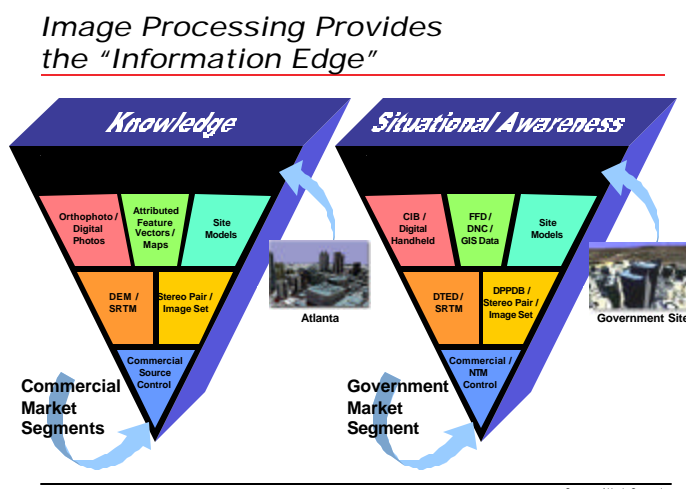 Image Processing Provides
the “Information Edge”
Knowledge
Orthophoto /
Digital
Photos
Attributed
Feature
Vectors /
Maps
Site
Models
DEM /
SRTM
Stereo Pair /
Image Set
Commercial
Source
Control
Commercial
Market
Segments
Atlanta
Situational Awareness
CIB /
Digital
Handheld
FFD /
DNC /
GIS Data
Site
Models
DTED /
SRTM
DPPDB /
Stereo Pair /
Image Set
Commercial /
NTM
Control
Government
Market
Segment
Government Site